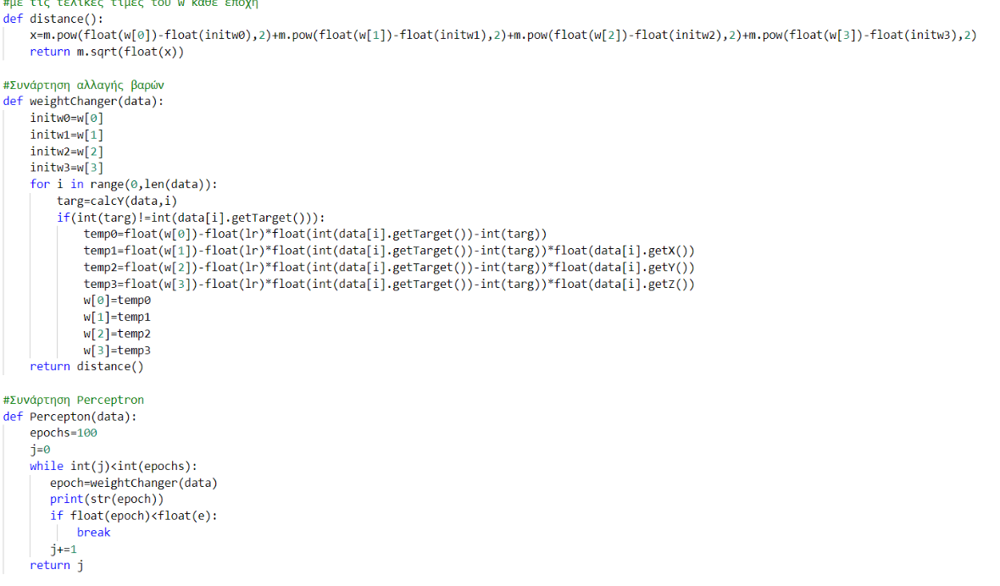 #με τις τελικές τιμές του w κάθε εποχή
def distance():
    x=m.pow(float(w[0])-float(initw0),2)+m.pow(float(w[1])-float(initw1),2)+m.pow(float(w[2])-float(initw2),2)+m.pow(float(w[3])-float(initw3),2)
    return m.sqrt(float(x))

#Συνάρτηση αλλαγής βαρών
def weightChanger(data):
    initw0=w[0]
    initw1=w[1]
    initw2=w[2]
    initw3=w[3]
    for i in range(0,len(data)):
        targ=calcY(data,i)
        if(int(targ)!=int(data[i].getTarget())):
            temp0=float(w[0])-float(lr)*float(int(data[i].getTarget())-int(targ))
            temp1=float(w[1])-float(lr)*float(int(data[i].getTarget())-int(targ))*float(data[i].getX())
            temp2=float(w[2])-float(lr)*float(int(data[i].getTarget())-int(targ))*float(data[i].getY())
            temp3=float(w[3])-float(lr)*float(int(data[i].getTarget())-int(targ))*float(data[i].getZ())
            w[0]=temp0
            w[1]=temp1
            w[2]=temp2
            w[3]=temp3
    return distance()

#Συνάρτηση Perceptron
def Percepton(data):
    epochs=100
    j=0
    while int(j)<int(epochs):
       epoch=weightChanger(data)
       print(str(epoch))
       if float(epoch)<float(e):
           break
       j+=1
    return j